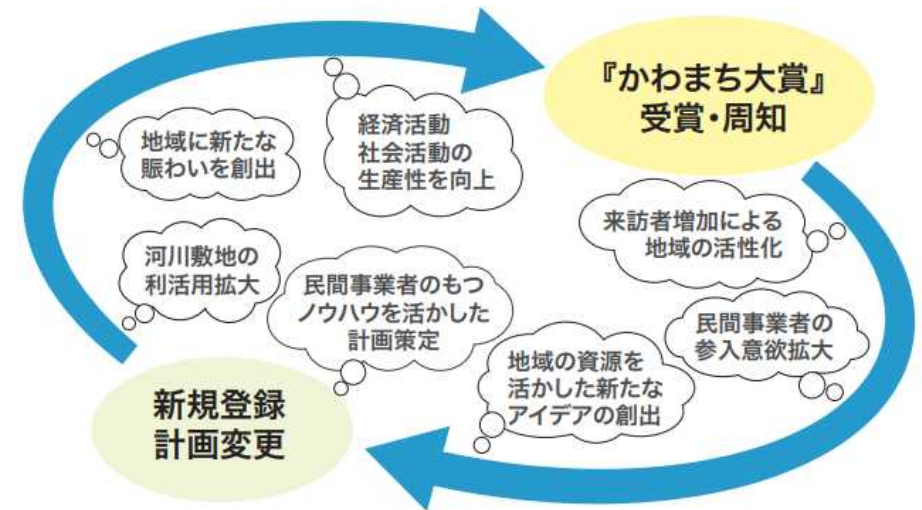 『かわまち大賞』
受賞・周知
経済活動
社会活動の
生産性を向上
地域に新たな
賑わいを創出
来訪者増加による
地域の活性化
河川敷地の
利活用拡大
民間事業者のもつ
ノウハウを活かした
計画策定
民間事業者の
参入意欲拡大
地域の資源を
活かした新たな
アイデアの創出
新規登録
計画変更